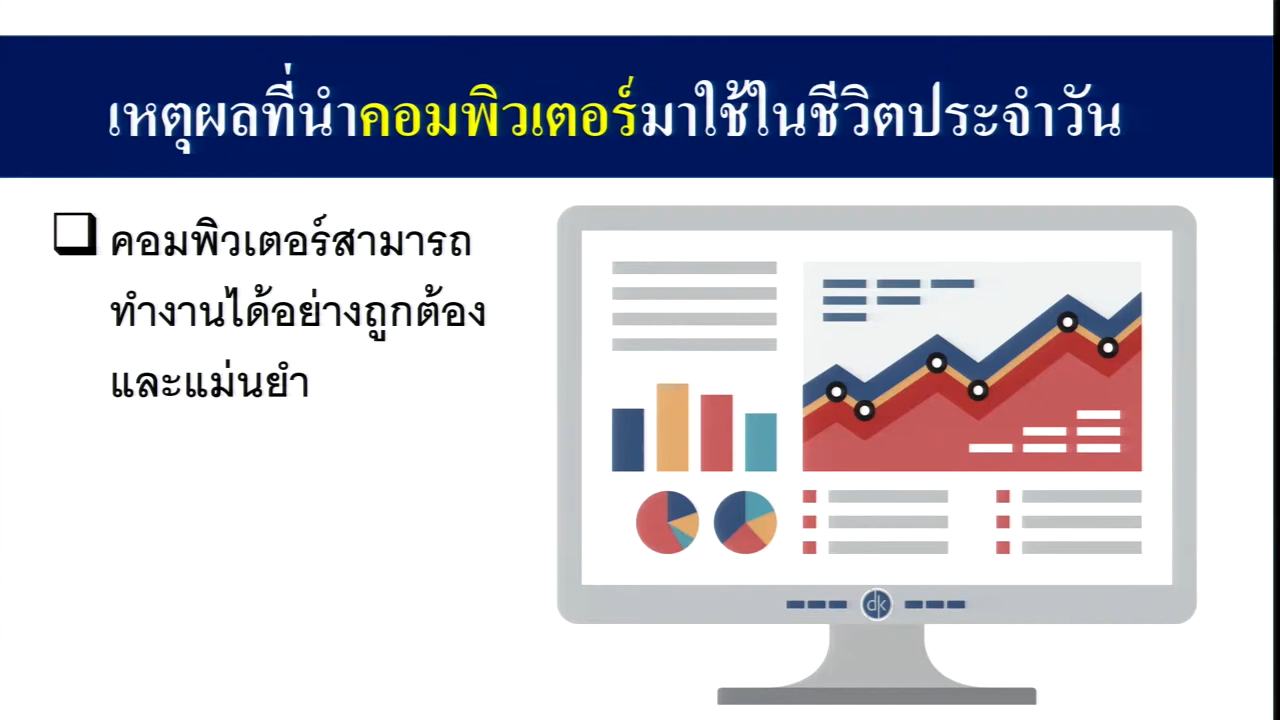 เหตุผลที่นำคอมพิวเตอร์มาใช้ในชีวิตประจำวัน
คอมพิวเตอร์สามารถ
ทำงานได้อย่างถูกต้อง
และแม่นยำ
dk